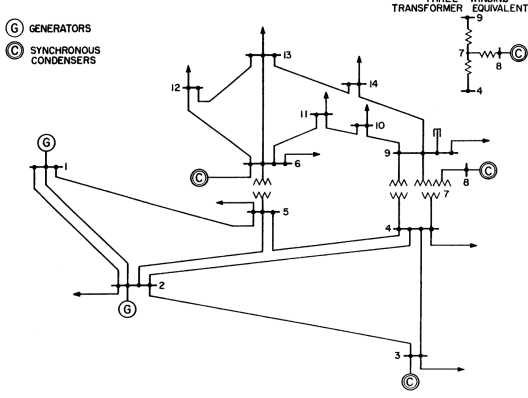 THREE WINDING
TRANSFORMER EQUIVALENT
G GENERATORS
C SYNCHRONOUS
CONDENSERS
9
7
C
8
4
13
12
14
11
10
G
1
C
6
9
C
8
7
5
4
2
G
3
C